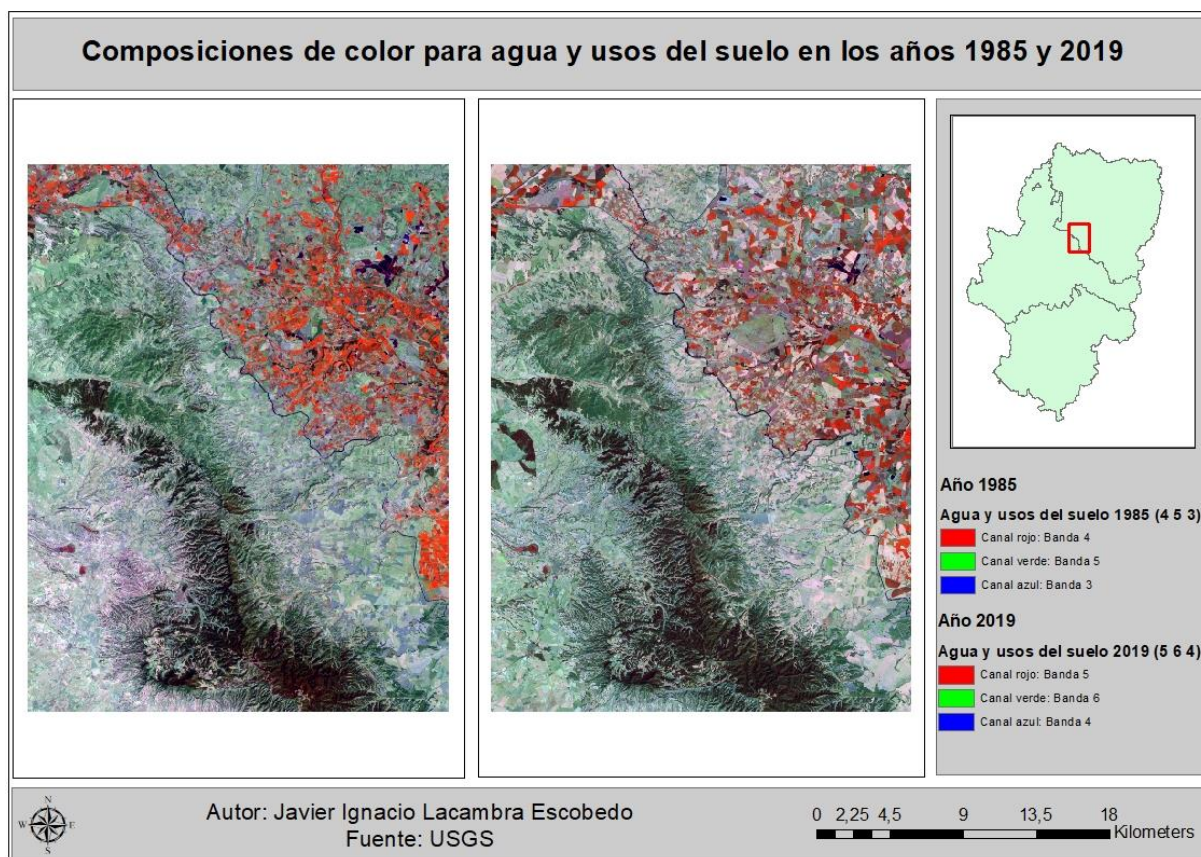 Composiciones de color para agua y usos del suelo en los años 1985 y 2019
Año 1985
Agua y usos del suelo 1985 (4 5 3)
Canal rojo: Banda 4
Canal verde: Banda 5
Canal azul: Banda 3
Año 2019
Agua y usos del suelo 2019 (5 6 4)
Canal rojo: Banda 5
Canal verde: Banda 6
Canal azul: Banda 4
N
W E
S
Autor: Javier Ignacio Lacambra Escobedo
Fuente: USGS
0 2,25 4,5 9 13,5 18
Kilometers